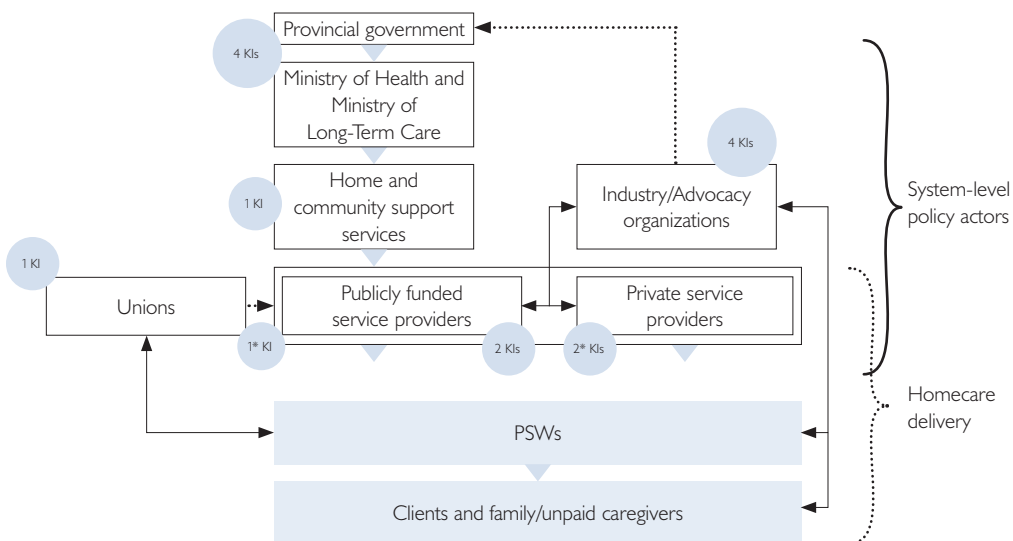 Provincial government
4 KIs
Ministry of Health and
Ministry of
Long-Term Care
4 KIs
Home and
community support
services
1 KI
Industry/Advocacy
organizations
System-level
policy actors
1 KI
Unions
Publicly funded
service providers
Private service
providers
1* KI
2 KIs
2* KIs
Homecare
delivery
PSWs
Clients and family/unpaid caregivers